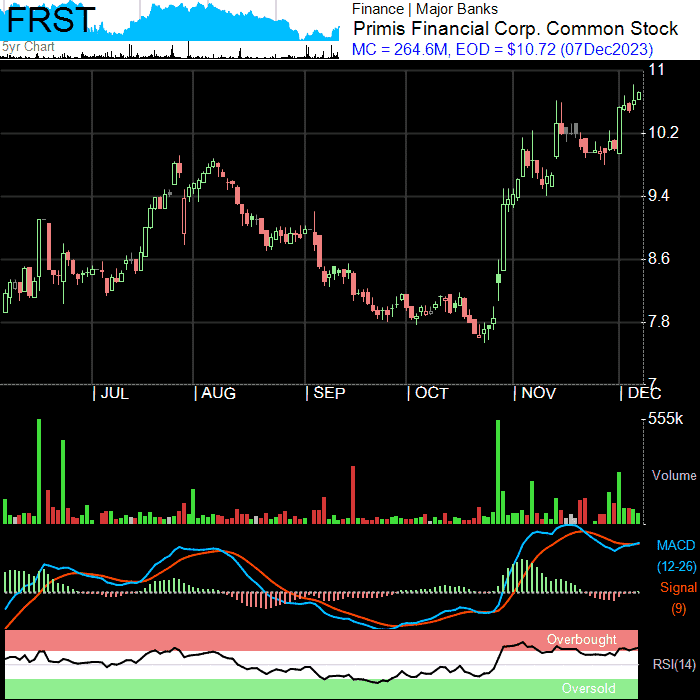 FRST
5yr Chart
Finance | Major Banks
Primis Financial Corp. Common Stock
MC = 264.6M, EOD = $10.72 (07Dec2023)
11
10.2
9.4
8.6
7.8
7
JUL AUG SEP OCT NOV DEC
555k
Volume
MACD
(12-26)
Signal
(9)
Overbought
RSI(14)
Oversold